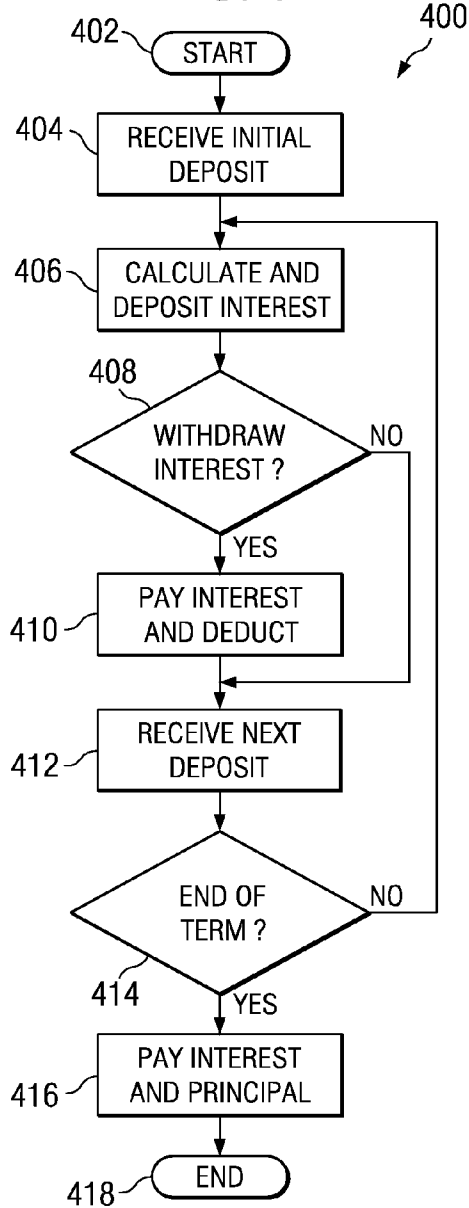 400
402
START
404
RECEIVE INITIAL
DEPOSIT
406
CALCULATE AND
DEPOSIT INTEREST
408
WITHDRAW
INTEREST ?
NO
YES
410
PAY INTEREST
AND DEDUCT
412
RECEIVE NEXT
DEPOSIT
END OF
TERM ?
NO
414
YES
416
PAY INTEREST
AND PRINCIPAL
418
END